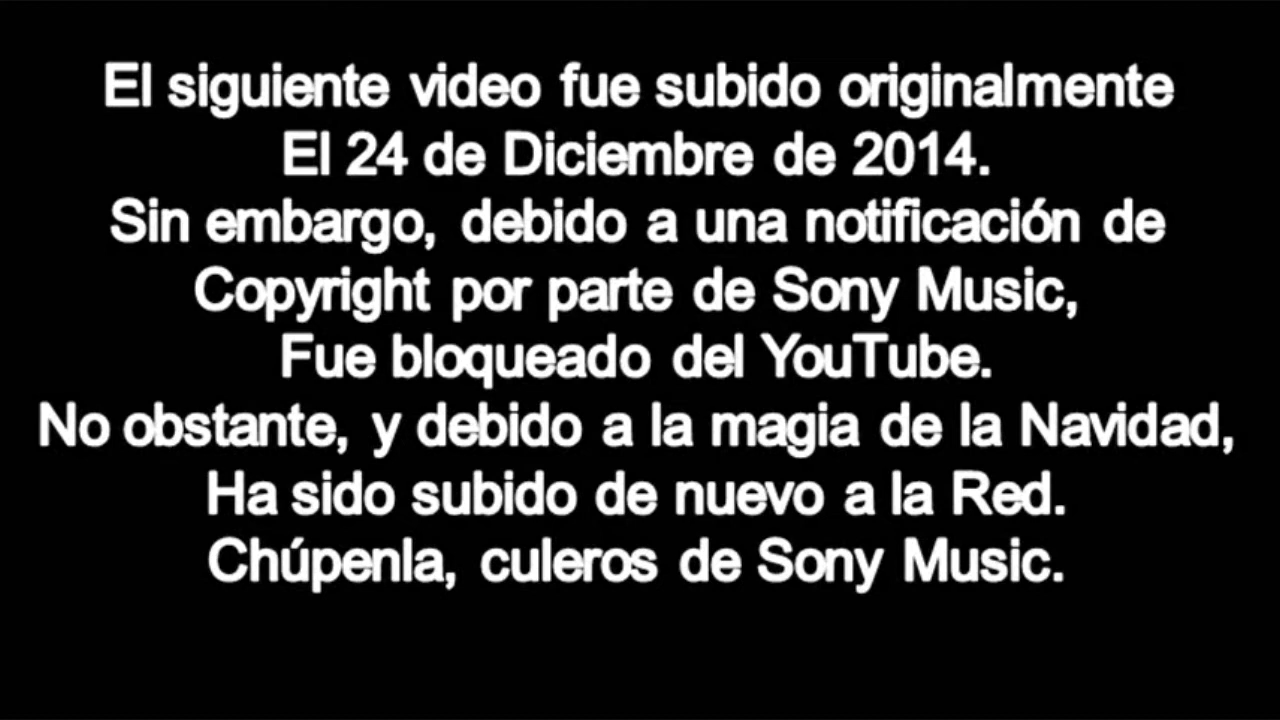 El siguiente video fue subido originalmente
El 24 de Diciembre de 2014.
Sin embargo, debido a una notificación de
Copyright por parte de Sony Music,
Fue bloqueado del YouTube.
No obstante, y debido a la magia de la Navidad,
Ha sido subido de nuevo a la Red.
Chúpenla, culeros de Sony Music.